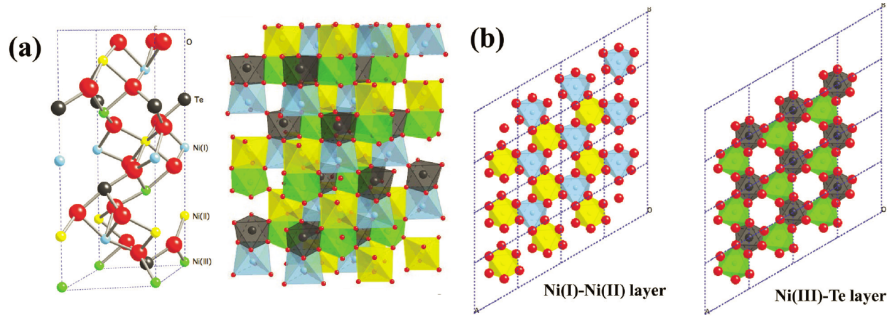 (a)
O
Te
Ni(I)
Ni(II)
Ni(III)
(b)
Ni(I)-Ni(II) layer
Ni(III)-Te layer